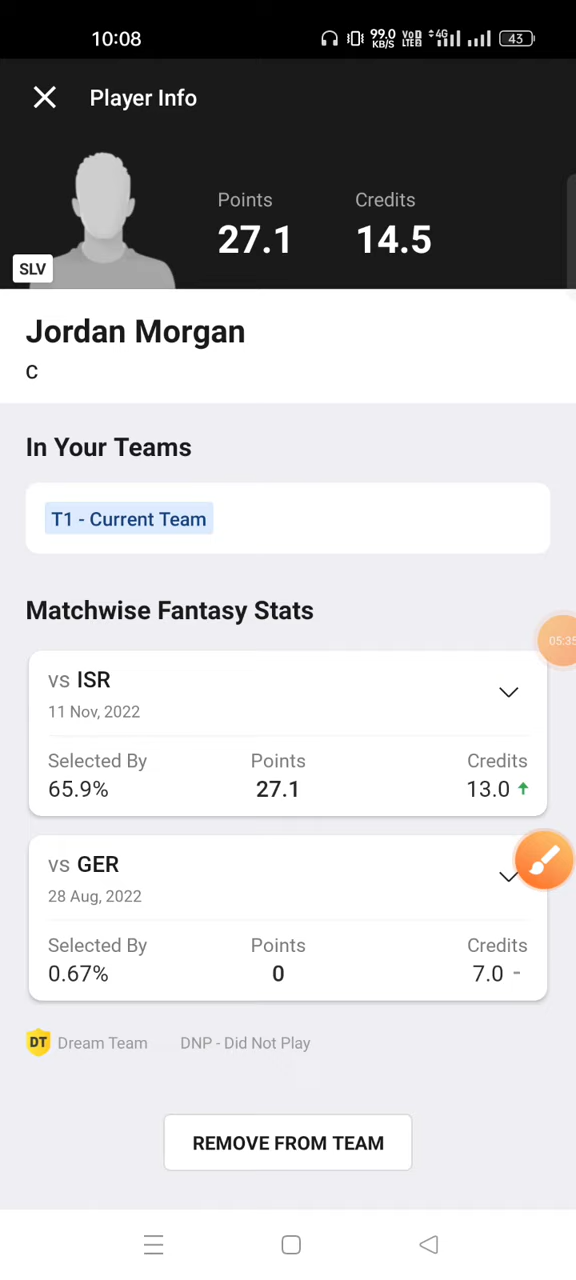 10:08
99.0 KB/S
VoD LTE
4G
43
Player Info
Points
Credits
27.1
14.5
SLV
Jordan Morgan
C
In Your Teams
T1 - Current Team
Matchwise Fantasy Stats
05:35
vs ISR
11 Nov, 2022
Selected By Points Credits
65.9% 27.1 13.0
vs GER
28 Aug, 2022
Selected By Points Credits
0.67% 0 7.0 -
DT Dream Team DNP - Did Not Play
REMOVE FROM TEAM